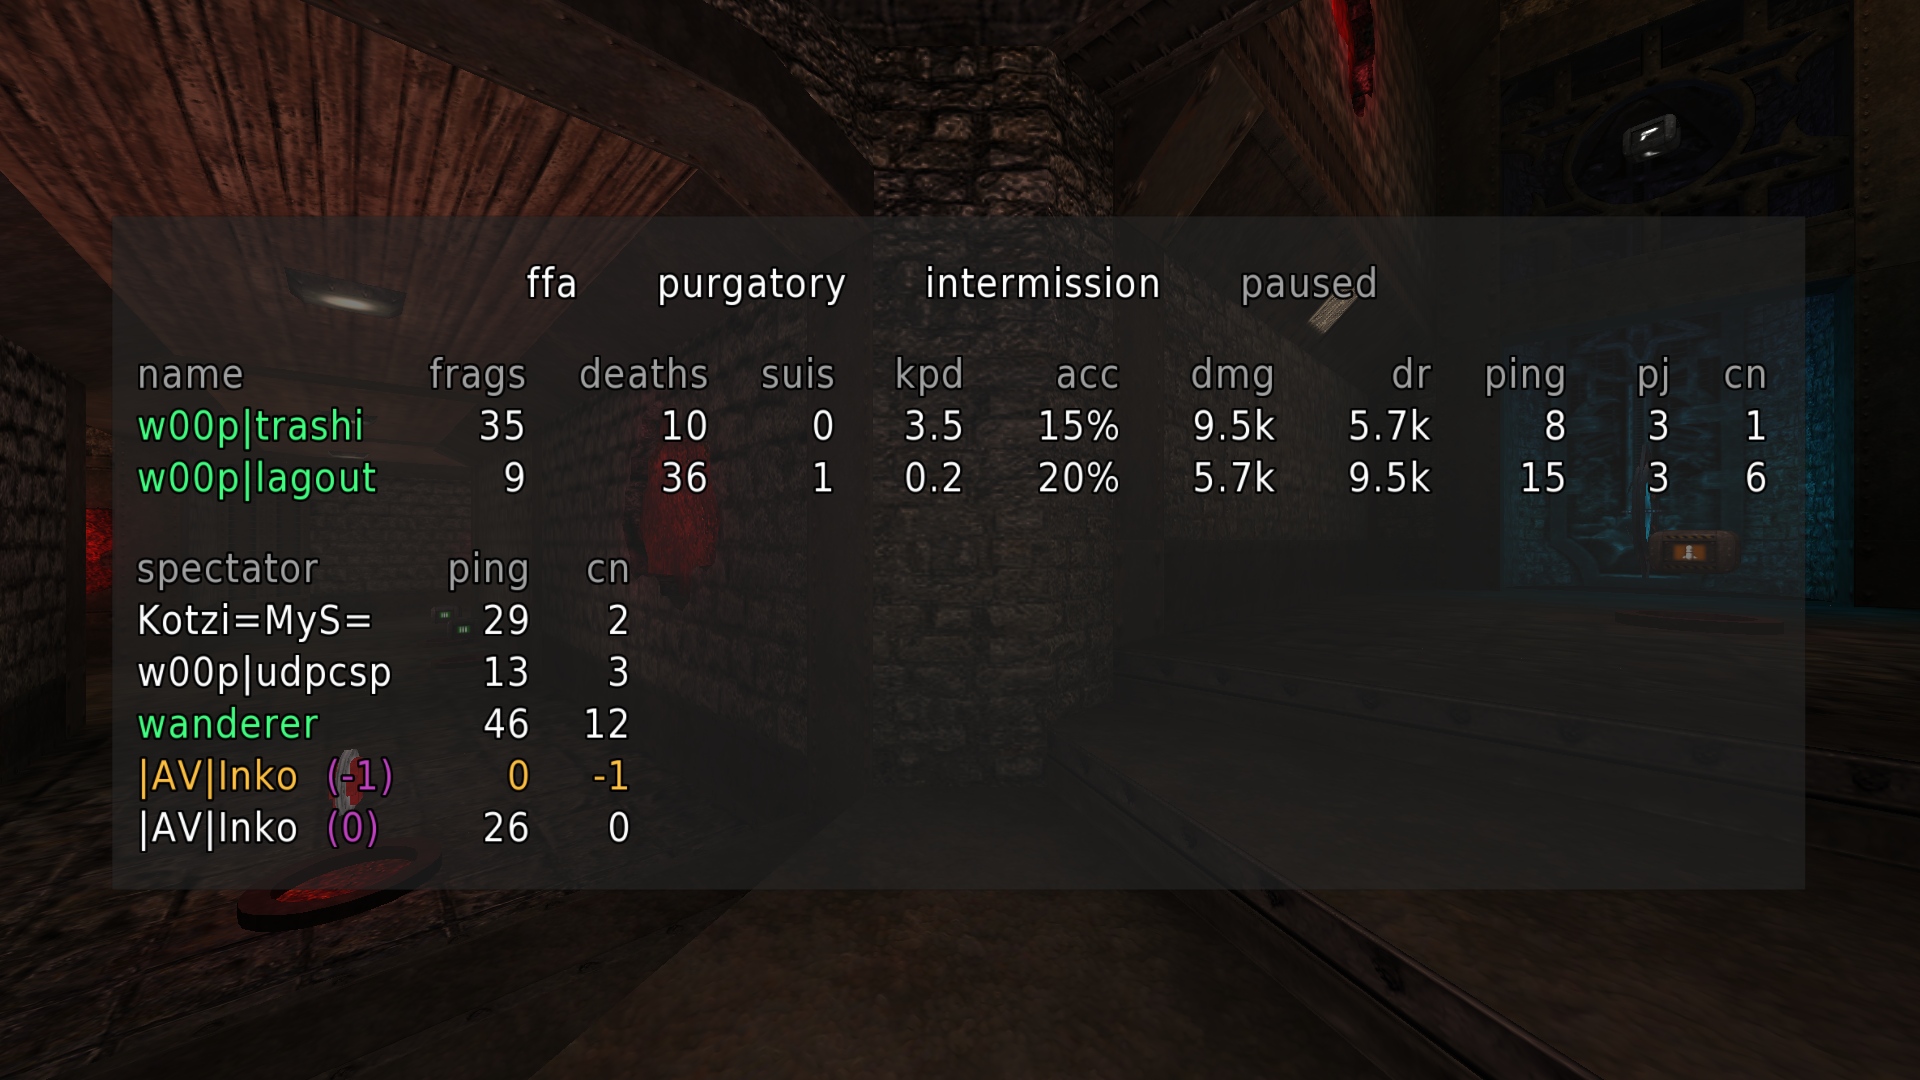 ffa purgatory intermission paused
name frags deaths suis kpd acc dmg dr ping pj cn
w00p|trashi 35 10 0 3.5 15% 9.5k 5.7k 8 3 1
w00p|lagout 9 36 1 0.2 20% 5.7k 9.5k 15 3 6
spectator ping cn
Kotzi=MyS= 29 2
w00p|udpcsp 13 3
wanderer 46 12
|AV|Inko (-1) 0 -1
|AV|Inko (0) 26 0